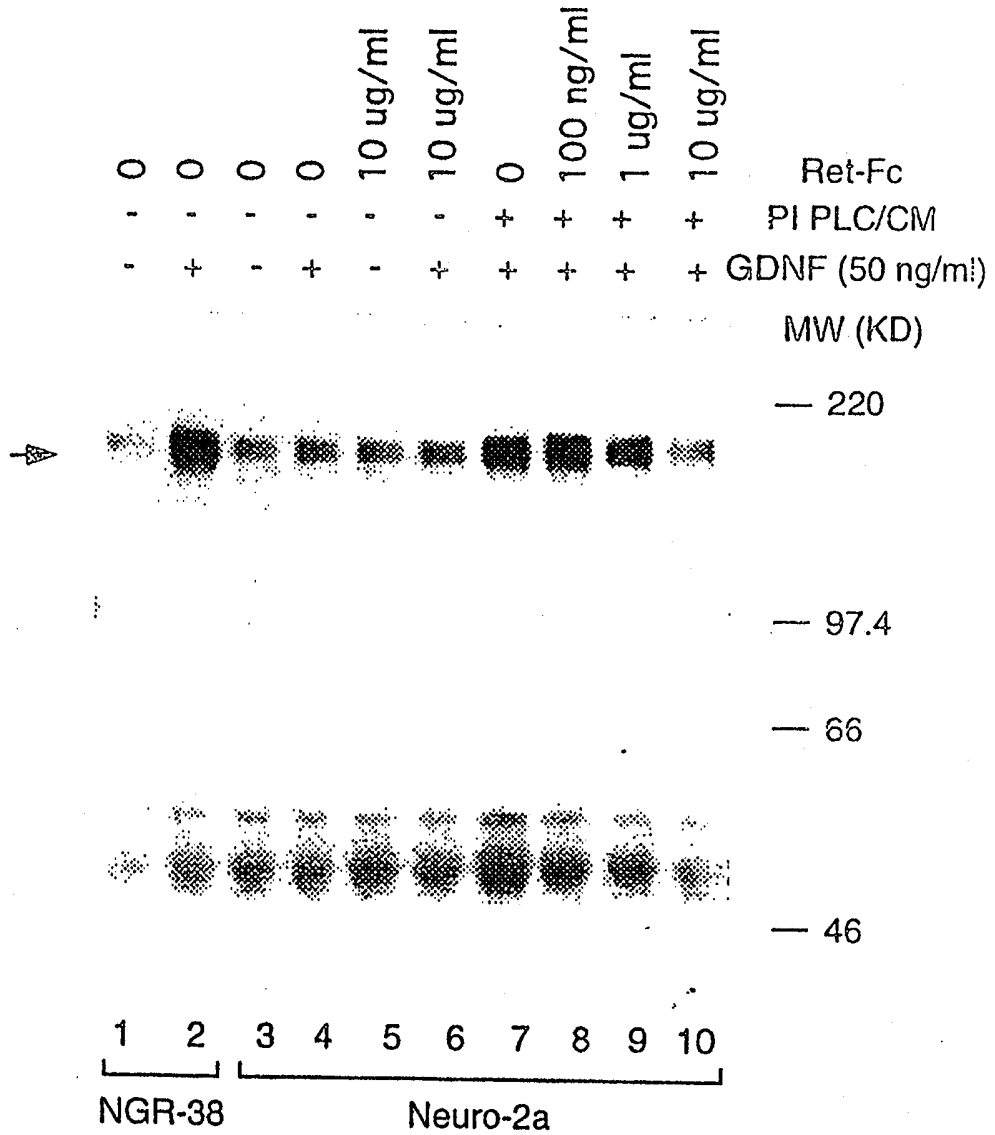 0 0 0 0 10 ug/ml 10 ug/ml 0 100 ng/ml 1 ug/ml 10 ug/ml Ret-Fc
- - - - - - + + + + PI PLC/CM
- + - + - + + + + + GDNF (50 ng/ml)
MW (KD)
220
97.4
66
46
1 2 3 4 5 6 7 8 9 10
NGR-38 Neuro-2a